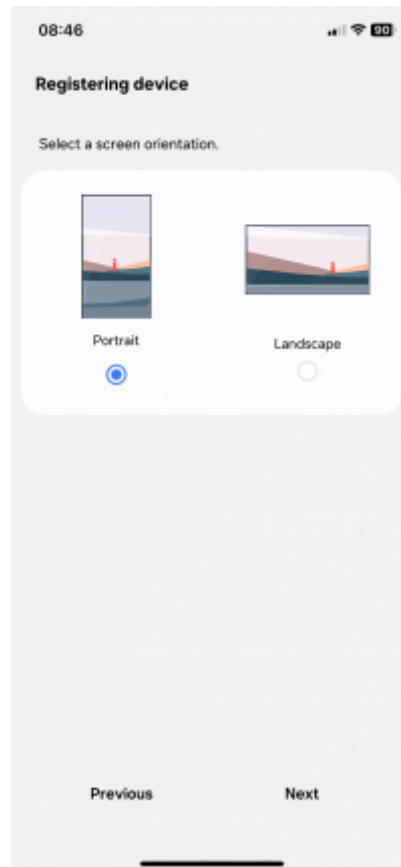 08:46
90
Registering device
Select a screen orientation.
Portrait
Landscape
Previous
Next